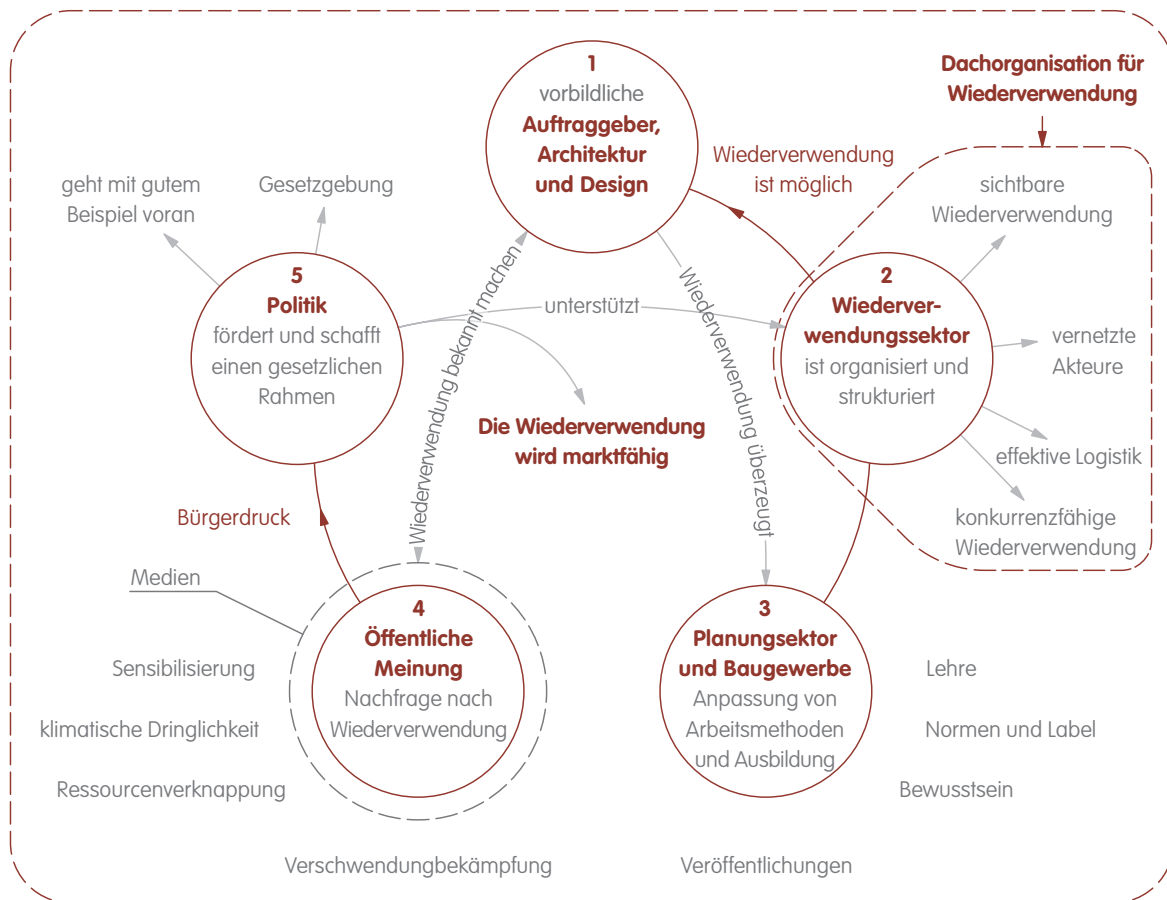 1
vorbildliche
Auftraggeber,
Architektur
und Design
Dachorganisation für
Wiederverwendung
Wiederverwendung
ist möglich
sichtbare
Wiederverwendung
geht mit gutem
Beispiel voran
Gesetzgebung
5
Politik
fördert und schafft
einen gesetzlichen
Rahmen
unterstützt
2
Wiederver-
wendungssektor
ist organisiert und
strukturiert
vernetzte
Akteure
effektive Logistik
konkurrenzfähige
Wiederverwendung
Wiederverwendung bekannt machen
Wiederverwendung überzeugt
Die Wiederverwendung
wird marktfähig
Bürgerdruck
Medien
4
Öffentliche
Meinung
Nachfrage nach
Wiederverwendung
3
Planungsektor
und Baugewerbe
Anpassung von
Arbeitsmethoden
und Ausbildung
Sensibilisierung
klimatische Dringlichkeit
Ressourcenverknappung
Lehre
Normen und Label
Bewusstsein
Verschwendungbekämpfung
Veröffentlichungen